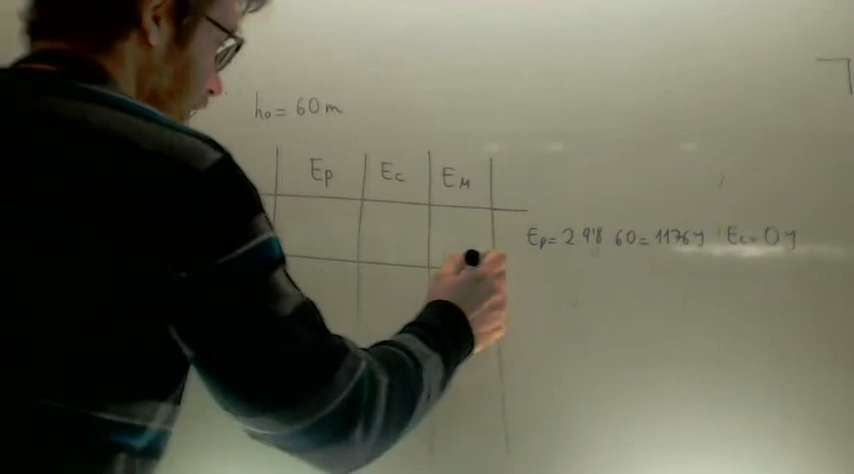 h₀ = 60 m
Ep Ec EM
Ep = 2 9'8 60 = 1176 J Ec = 0 J